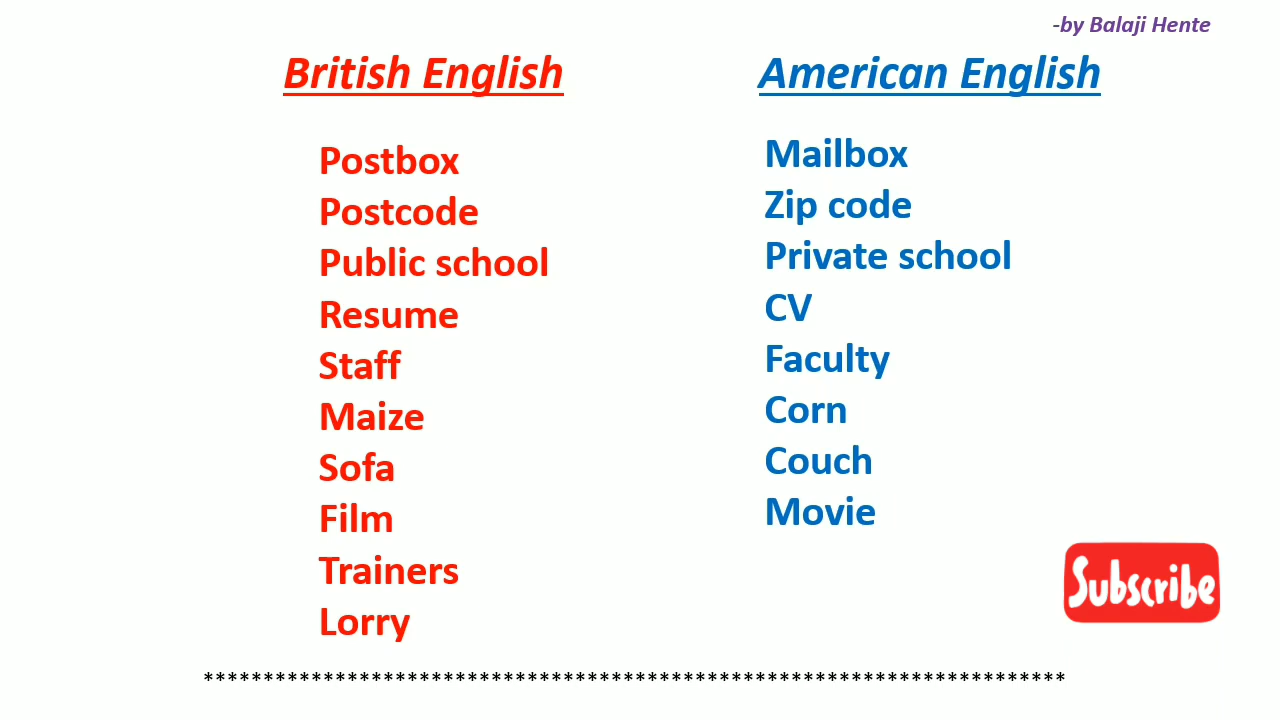 -by Balaji Hente
British English
American English
Postbox
Mailbox
Postcode
Zip code
Public school
Private school
Resume
CV
Staff
Faculty
Maize
Corn
Sofa
Couch
Film
Movie
Trainers
Lorry
Subscribe
************************************************************************